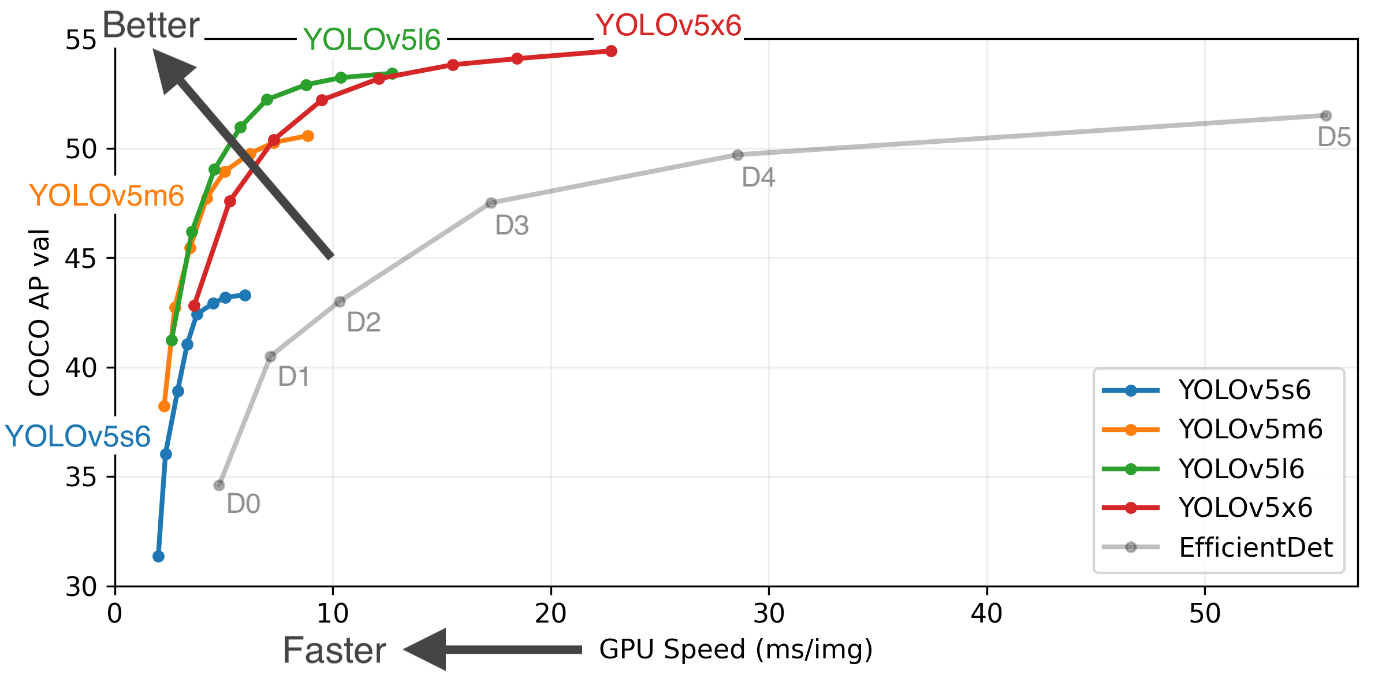 Better
YOLOv5l6
YOLOv5x6
55
50
45
40
35
30
COCO AP val
YOLOv5m6
YOLOv5s6
D0
D1
D2
D3
D4
D5
YOLOv5s6
YOLOv5m6
YOLOv5l6
YOLOv5x6
EfficientDet
0 10 20 30 40 50
Faster GPU Speed (ms/img)